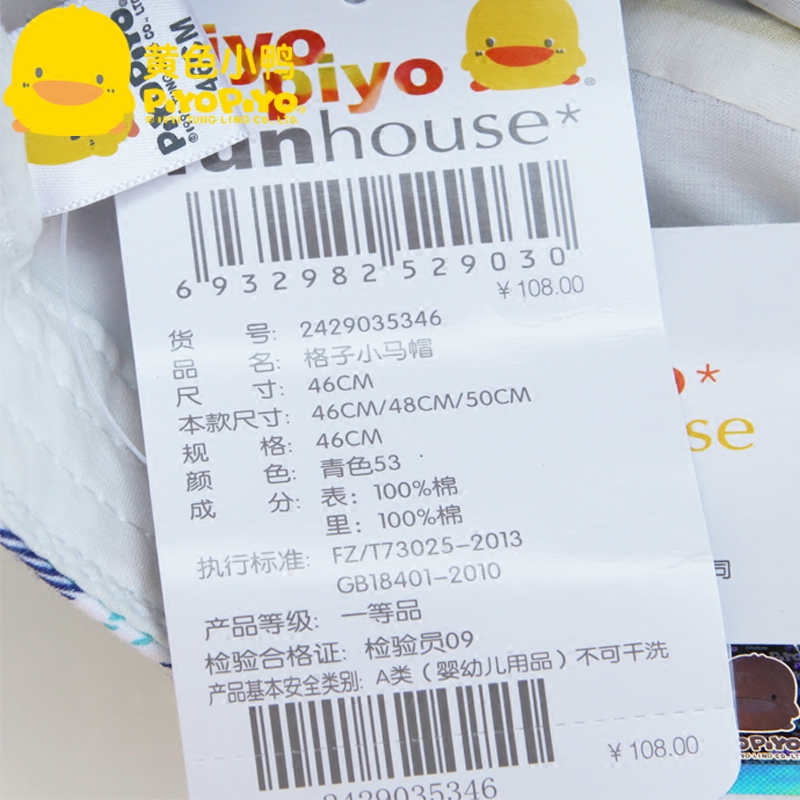 黄色小鸭
PiYOPiYO®
46CM
piyo
piyo®
funhouse*
6932982529030
￥108.00
货 号: 2429035346
品 名: 格子小马帽
尺 寸: 46CM
本款尺寸: 46CM/48CM/50CM
规 格: 46CM
颜 色: 青色53
成 分: 表: 100%棉
里: 100%棉
执行标准: FZ/T73025-2013
GB18401-2010
产品等级: 一等品
检验合格证: 检验员09
产品基本安全类别: A类（婴幼儿用品）不可干洗
￥108.00
2429035346
o*
se
司